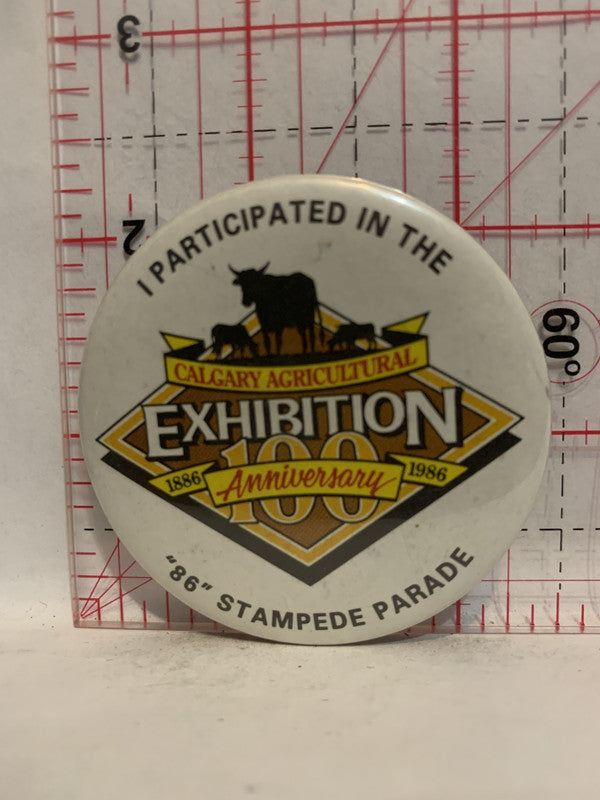 3
2
60°
I PARTICIPATED IN THE
CALGARY AGRICULTURAL
EXHIBITION
100
1886 Anniversary 1986
"86" STAMPEDE PARADE